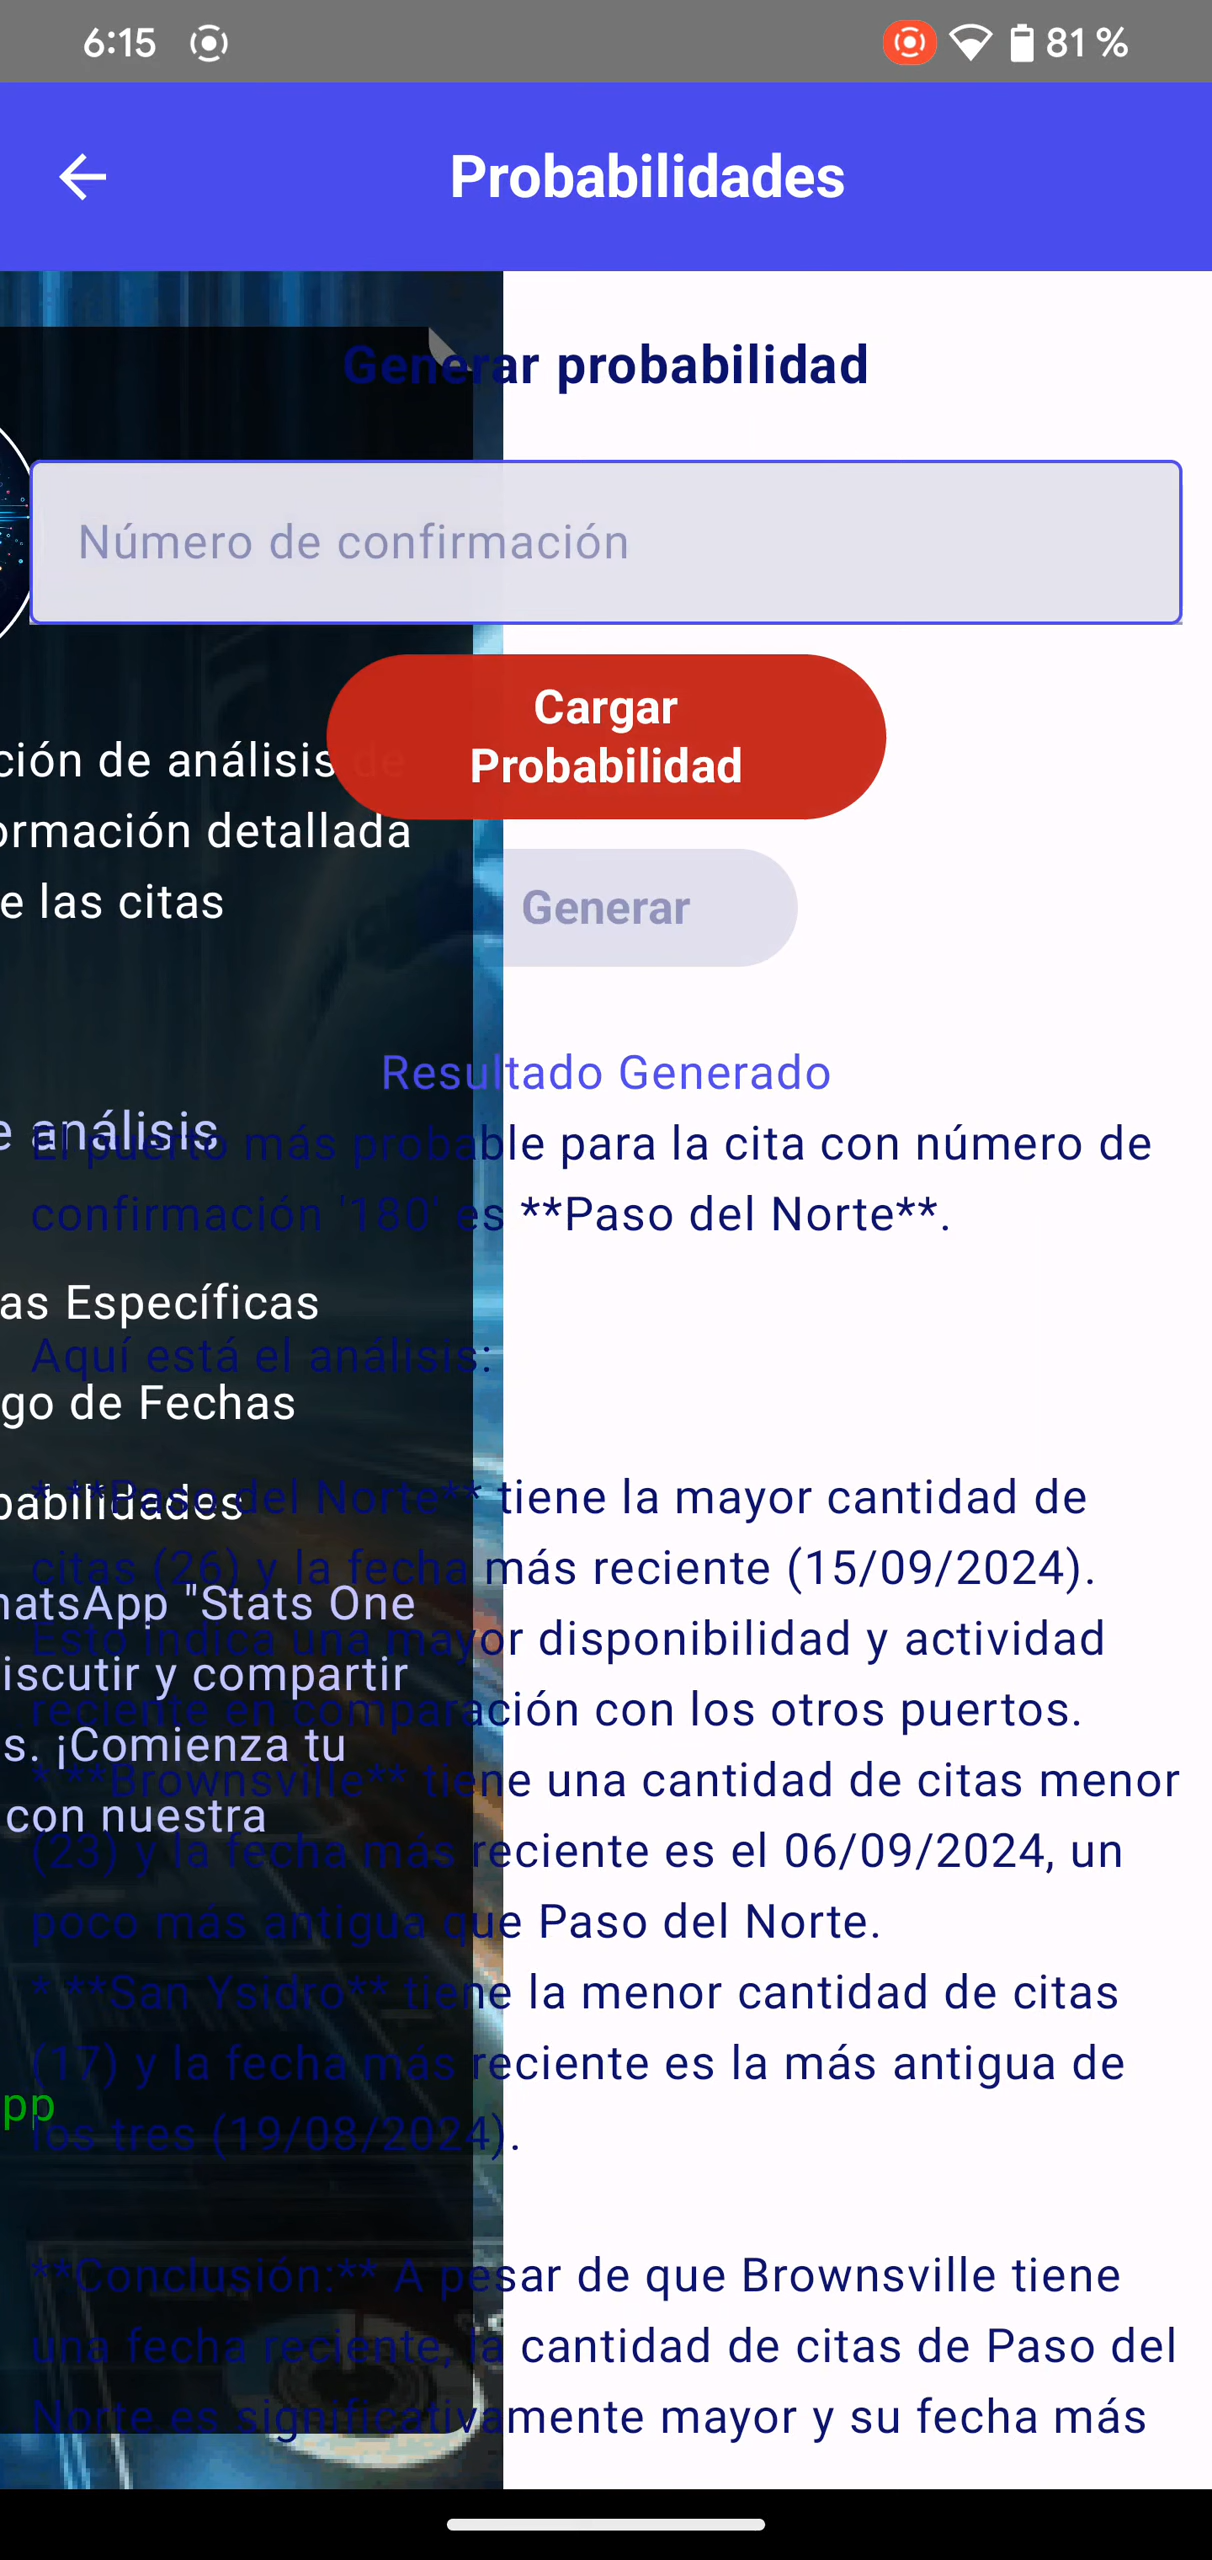 6:15
81 %
Probabilidades
Generar probabilidad
Número de confirmación
Cargar
Probabilidad
ción de análisis de
ormación detallada
e las citas
Generar
Resultado Generado
e análisis
El puerto más probable para la cita con número de
confirmación '180' es **Paso del Norte**.
as Específicas
Aquí está el análisis:
go de Fechas
* **Paso del Norte** tiene la mayor cantidad de
babilidades
citas (26) y la fecha más reciente (15/09/2024).
hatsApp "Stats One
Esto indica una mayor disponibilidad y actividad
iscutir y compartir
reciente en comparación con los otros puertos.
s. ¡Comienza tu
* **Brownsville** tiene una cantidad de citas menor
con nuestra
(23) y la fecha más reciente es el 06/09/2024, un
poco más antigua que Paso del Norte.
* **San Ysidro** tiene la menor cantidad de citas
(17) y la fecha más reciente es la más antigua de
pp
los tres (19/08/2024).
**Conclusión:** A pesar de que Brownsville tiene
una fecha reciente, la cantidad de citas de Paso del
Norte es significativamente mayor y su fecha más